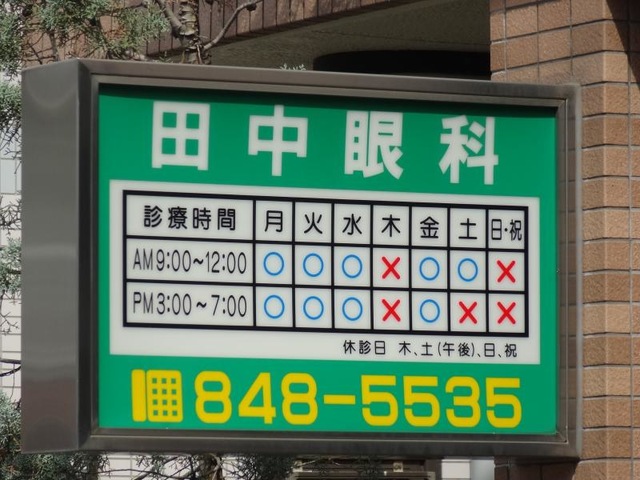 田中眼科
診療時間 月 火 水 木 金 土 日・祝
AM9:00~12:00 ○ ○ ○ × ○ ○ ×
PM3:00~7:00 ○ ○ ○ × ○ × ×
休診日 木、土(午後)、日、祝
848-5535